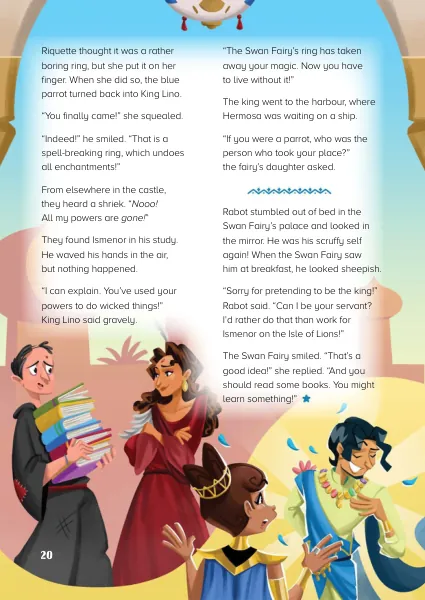 Riquette thought it was a rather
boring ring, but she put it on her
finger. When she did so, the blue
parrot turned back into King Lino.
“You finally came!” she squealed.
“Indeed!” he smiled. “That is a
spell-breaking ring, which undoes
all enchantments!”
From elsewhere in the castle,
they heard a shriek. “Nooo!
All my powers are gone!”
They found Ismenor in his study.
He waved his hands in the air,
but nothing happened.
“I can explain. You’ve used your
powers to do wicked things!”
King Lino said gravely.
“The Swan Fairy’s ring has taken
away your magic. Now you have
to live without it!”
The king went to the harbour, where
Hermosa was waiting on a ship.
“If you were a parrot, who was the
person who took your place?”
the fairy’s daughter asked.
Rabot stumbled out of bed in the
Swan Fairy’s palace and looked in
the mirror. He was his scruffy self
again! When the Swan Fairy saw
him at breakfast, he looked sheepish.
“Sorry for pretending to be the king!”
Rabot said. “Can I be your servant?
I’d rather do that than work for
Ismenor on the Isle of Lions!”
The Swan Fairy smiled. “That’s a
good idea!” she replied. “And you
should read some books. You might
learn something!”
20